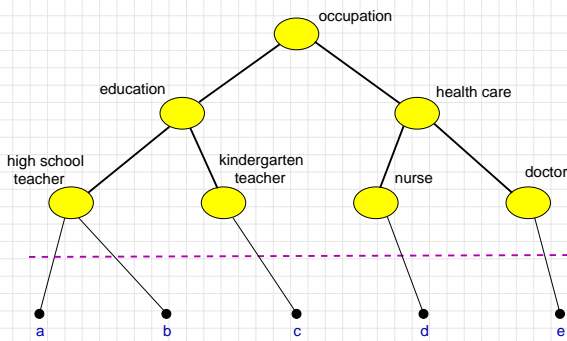 occupation
education
health care
high school
teacher
kindergarten
teacher
nurse
doctor
a
b
c
d
e